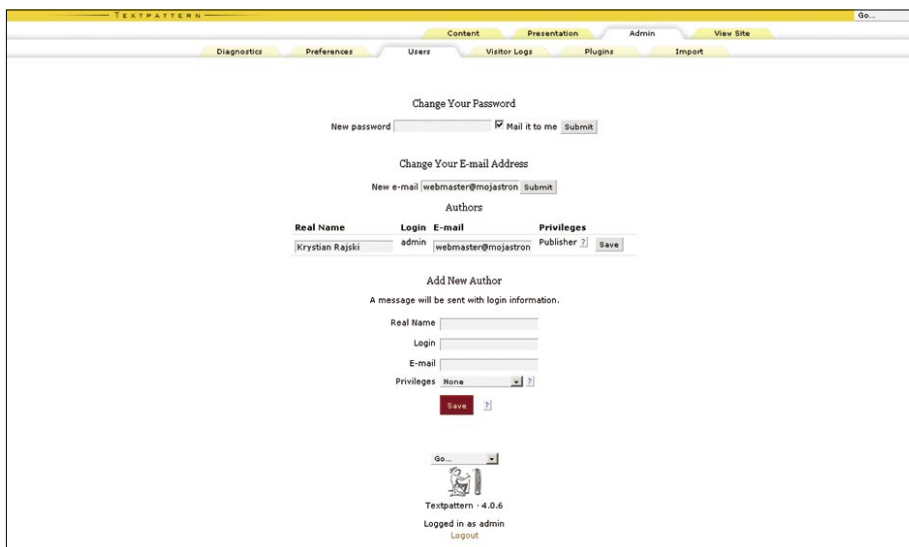 TEXTPATTERN
Go...
Content Presentation Admin View Site
Diagnostics Preferences Users Visitor Logs Plugins Import
Change Your Password
New password Mail it to me Submit
Change Your E-mail Address
New e-mail webmaster@mojastron Submit
Authors
Real Name Login E-mail Privileges
Krystian Rajski admin webmaster@mojastron Publisher ? Save
Add New Author
A message will be sent with login information.
Real Name
Login
E-mail
Privileges None ?
Save ?
Go...
Textpattern · 4.0.6
Logged in as admin
Logout